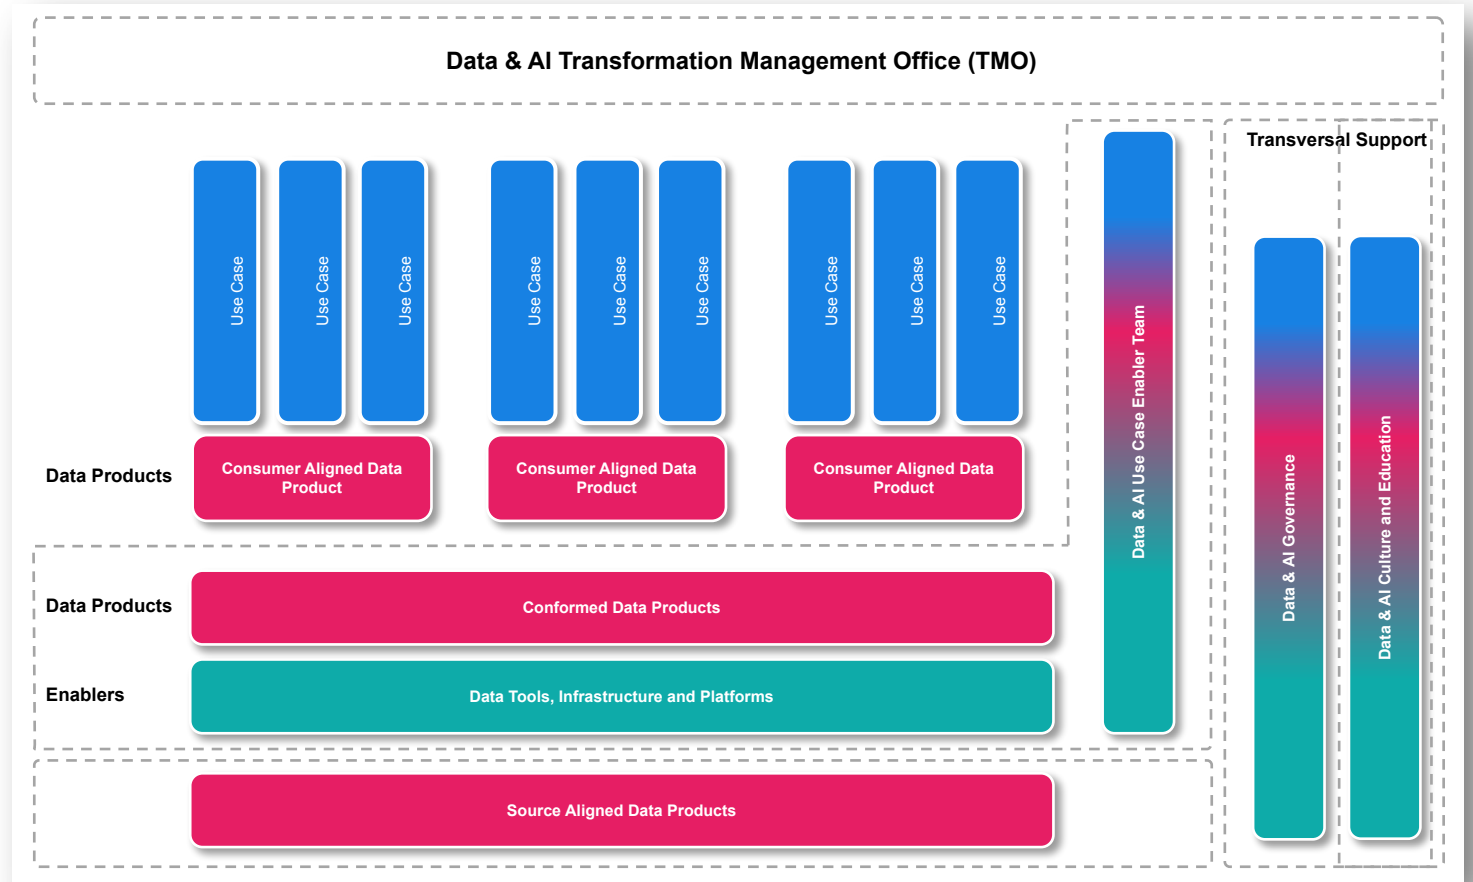 Data & AI Transformation Management Office (TMO)
Transversal Support
Use Case
Use Case
Use Case
Use Case
Use Case
Use Case
Use Case
Use Case
Use Case
Data & AI Use Case Enabler Team
Data & AI Governance
Data & AI Culture and Education
Data Products
Consumer Aligned Data
Product
Consumer Aligned Data
Product
Consumer Aligned Data
Product
Data Products
Conformed Data Products
Enablers
Data Tools, Infrastructure and Platforms
Source Aligned Data Products